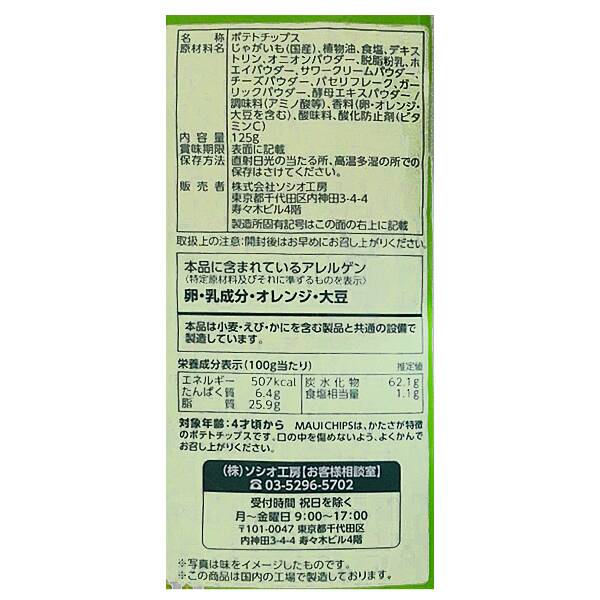 名称 ポテトチップス
原材料名 じゃがいも(国産)、植物油、食塩、デキス
トリン、オニオンパウダー、脱脂粉乳、ホ
エイパウダー、サワークリームパウダー、
チーズパウダー、パセリフレーク、ガー
リックパウダー、酵母エキスパウダー/
調味料(アミノ酸等)、香料(卵・オレンジ・
大豆を含む)、酸味料、酸化防止剤(ビタ
ミンC)
内容量 125g
賞味期限 表面に記載
保存方法 直射日光の当たる所、高温多湿の所での
保存はさけてください。
販売者 株式会社ソシオ工房
東京都千代田区内神田3-4-4
寿々木ビル4階
製造所固有記号はこの面の右上に記載
取扱上の注意:開封後はお早めにお召し上がりください。
本品に含まれているアレルゲン
(特定原材料及びそれに準ずるものを表示)
卵・乳成分・オレンジ・大豆
本品は小麦・えび・かにを含む製品と共通の設備で
製造しています。
栄養成分表示(100g当たり) 推定値
エネルギー 507kcal 炭水化物 62.1g
たんぱく質 6.4g 食塩相当量 1.1g
脂質 25.9g
対象年齢:4才頃から MAUI CHIPSは、かたさが特徴
のポテトチップスです。口の中を傷めないよう、よくかんで
お召し上がりください。
(株)ソシオ工房【お客様相談室】
☎03-5296-5702
受付時間 祝日を除く
月~金曜日 9:00~17:00
〒101-0047 東京都千代田区
内神田3-4-4 寿々木ビル4階
※写真は味をイメージしたものです。
※この商品は国内の工場で製造しております。